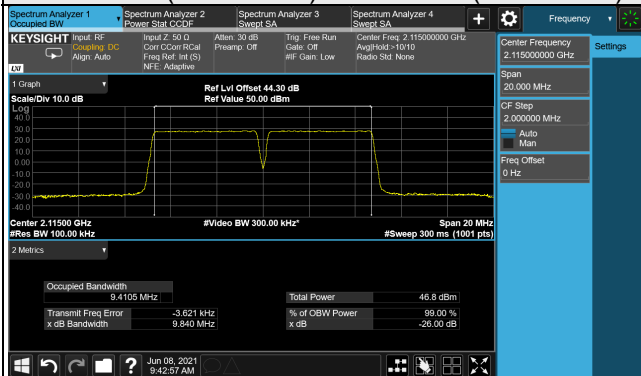 Spectrum Analyzer 1
Occupied BW
Spectrum Analyzer 2
Power Stat CCDF
Spectrum Analyzer 3
Swept SA
Spectrum Analyzer 4
Swept SA
Frequency
KEYSIGHT
Input: RF
Coupling: DC
Align: Auto
Input Z: 50 Ω
Corr CCorr RCal
Freq Ref: Int (S)
NFE: Adaptive
Atten: 30 dB
Preamp: Off
Trig: Free Run
Gate: Off
#IF Gain: Low
Center Freq: 2.115000000 GHz
Avg|Hold:>10/10
Radio Std: None
LXI
Center Frequency
2.115000000 GHz
Settings
Span
20.000 MHz
CF Step
2.000000 MHz
Auto
Man
Freq Offset
0 Hz
1 Graph
Scale/Div 10.0 dB
Ref Lvl Offset 44.30 dB
Ref Value 50.00 dBm
Log
40.0
30.0
20.0
10.0
0.00
-10.0
-20.0
-30.0
-40.0
Center 2.11500 GHz
#Res BW 100.00 kHz
#Video BW 300.00 kHz*
Span 20 MHz
#Sweep 300 ms (1001 pts)
2 Metrics
Occupied Bandwidth
9.4105 MHz
Total Power 46.8 dBm
Transmit Freq Error -3.621 kHz
% of OBW Power 99.00 %
x dB Bandwidth 9.840 MHz
x dB -26.00 dB
?
Jun 08, 2021
9:42:57 AM